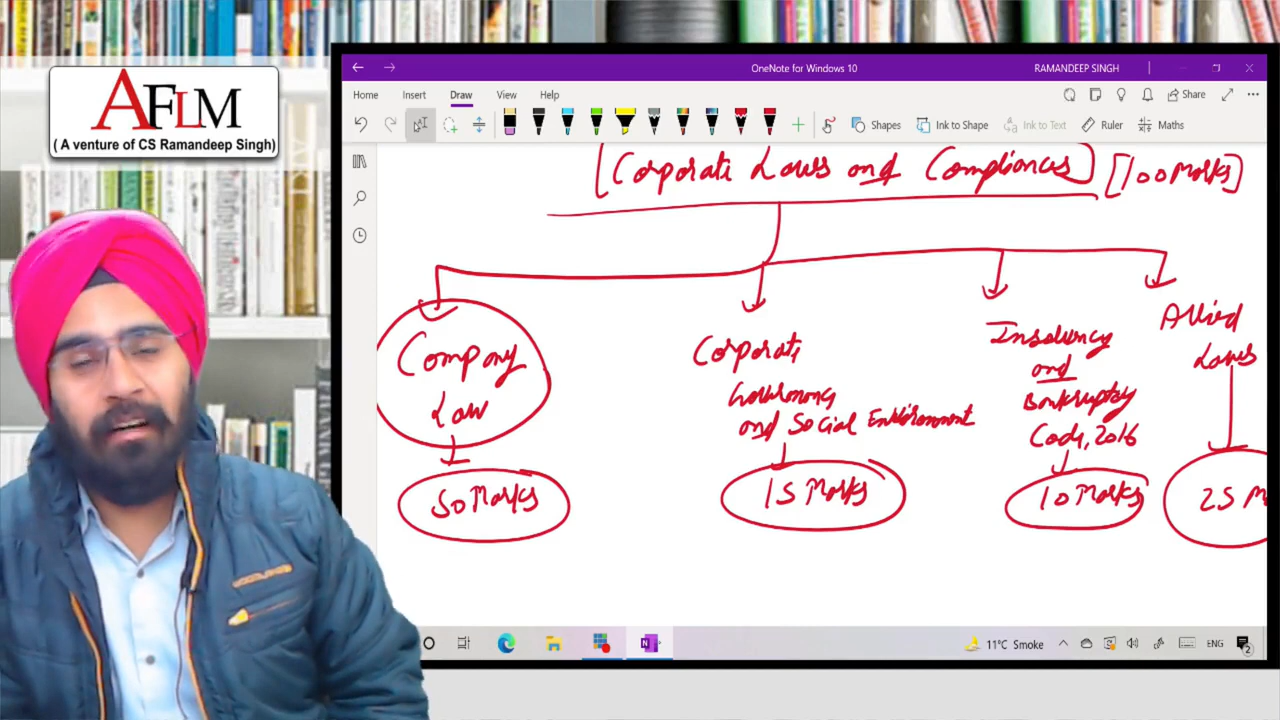 AFLM
( A venture of CS Ramandeep Singh)
OneNote for Windows 10
RAMANDEEP SINGH
Home Insert Draw View Help
Share
Shapes Ink to Shape Ink to Text Ruler Maths
[Corporate Laws and Compliances] [100 Marks]
Company
Law
50 Marks
Corporate
Governance
and Social Environment
15 Marks
Insolvency
and
Bankruptcy
Code, 2016
10 Marks
Allied
Laws
25 M
11°C Smoke
ENG
2